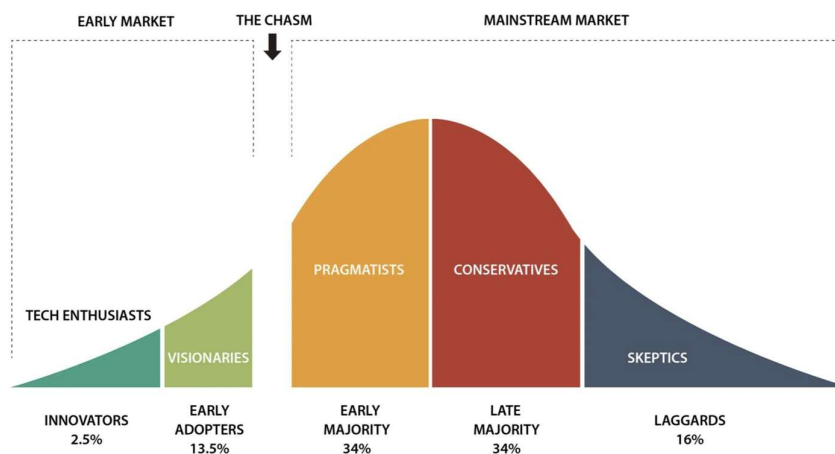 EARLY MARKET
THE CHASM
MAINSTREAM MARKET
TECH ENTHUSIASTS
VISIONARIES
PRAGMATISTS
CONSERVATIVES
SKEPTICS
INNOVATORS
2.5%
EARLY
ADOPTERS
13.5%
EARLY
MAJORITY
34%
LATE
MAJORITY
34%
LAGGARDS
16%